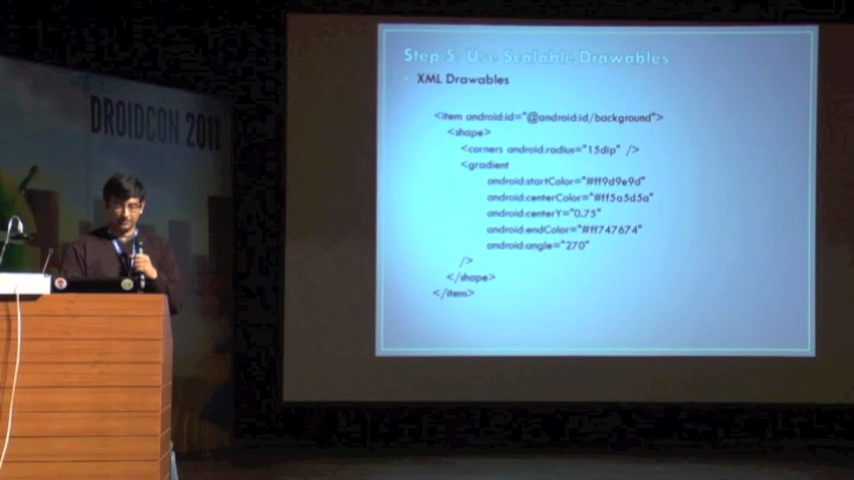 DROIDCON 2011
Step 5: Use Scalable Drawables
XML Drawables
<item android:id="@android:id/background">
<shape>
<corners android:radius="15dip" />
<gradient
android:startColor="#ff9d9e9d"
android:centerColor="#ff5a5d5a"
android:centerY="0.75"
android:endColor="#ff747674"
android:angle="270"
/>
</shape>
</item>